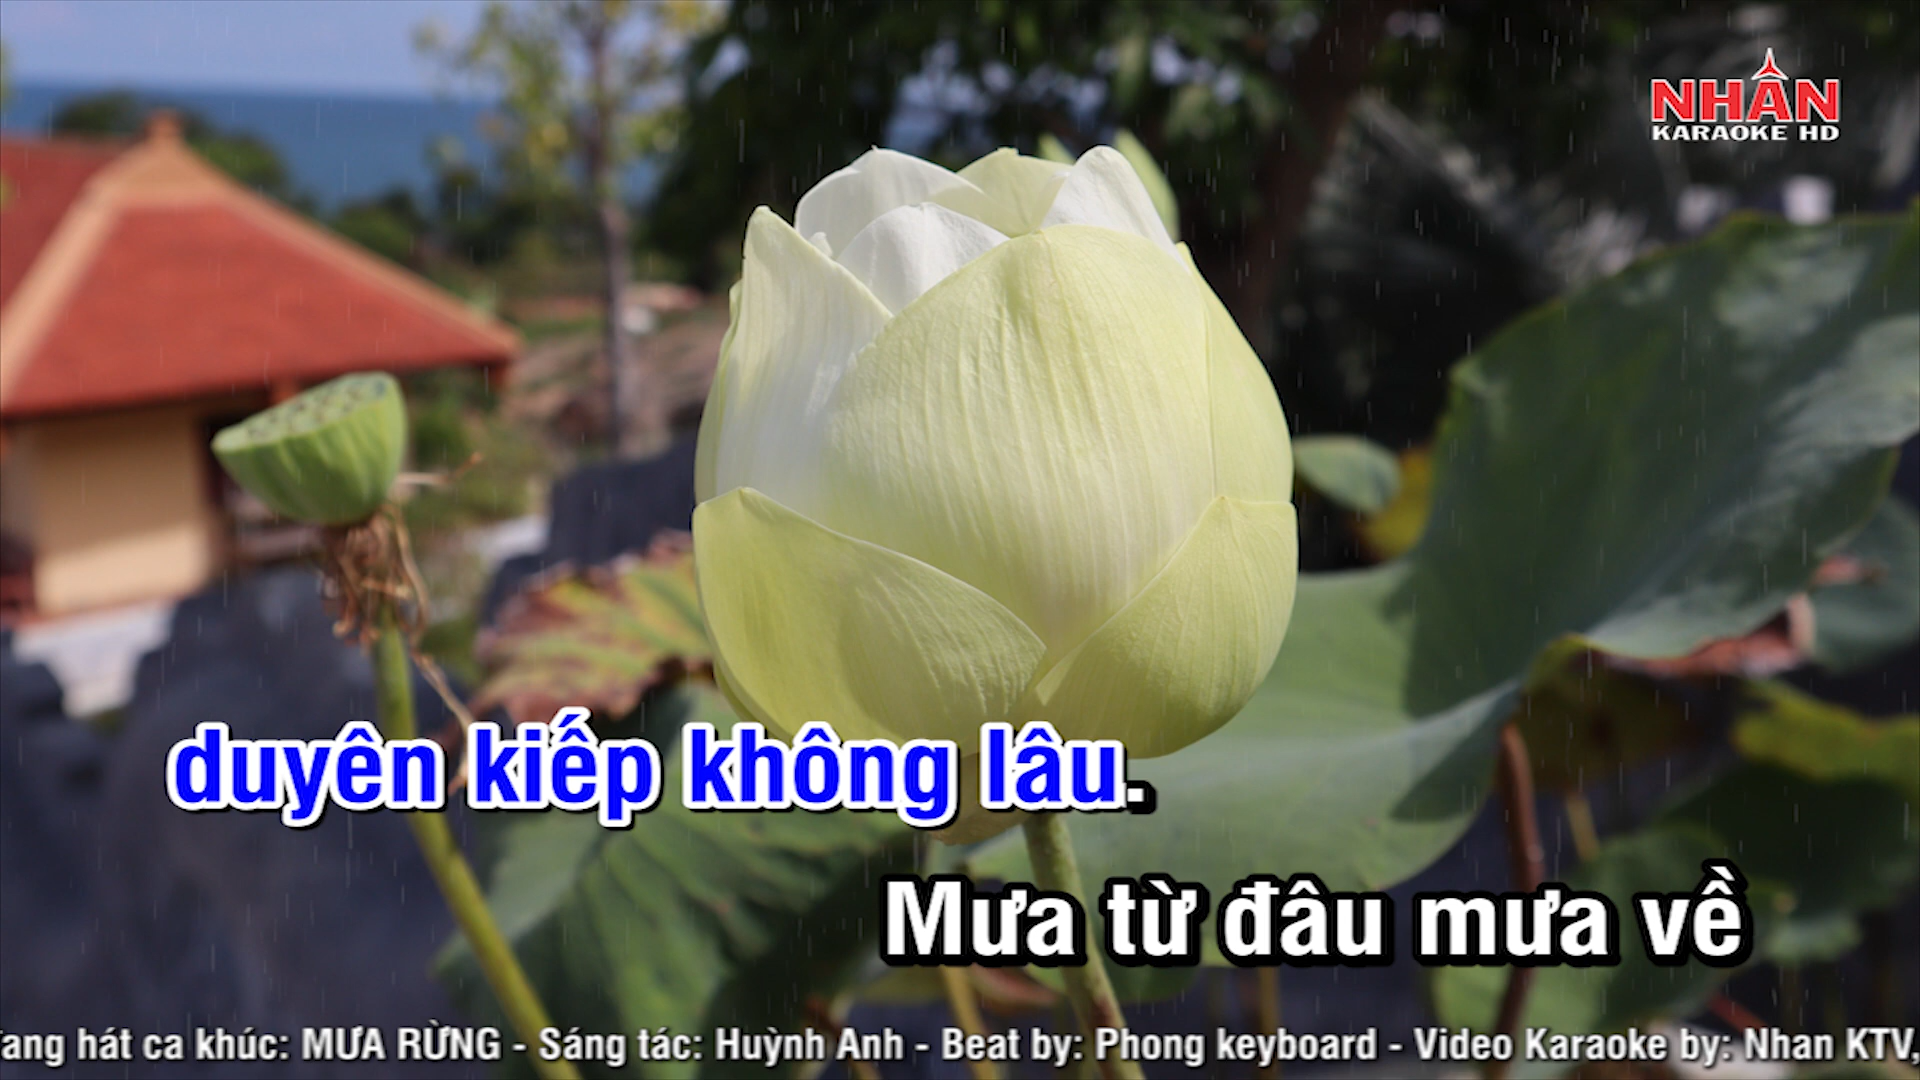 NHÂN
KARAOKE HD
duyên kiếp không lâu.
Mưa từ đâu mưa về
hát ca khúc: MƯA RỪNG - Sáng tác: Huỳnh Anh - Beat by: Phong keyboard - Video Karaoke by: Nhan KTV,